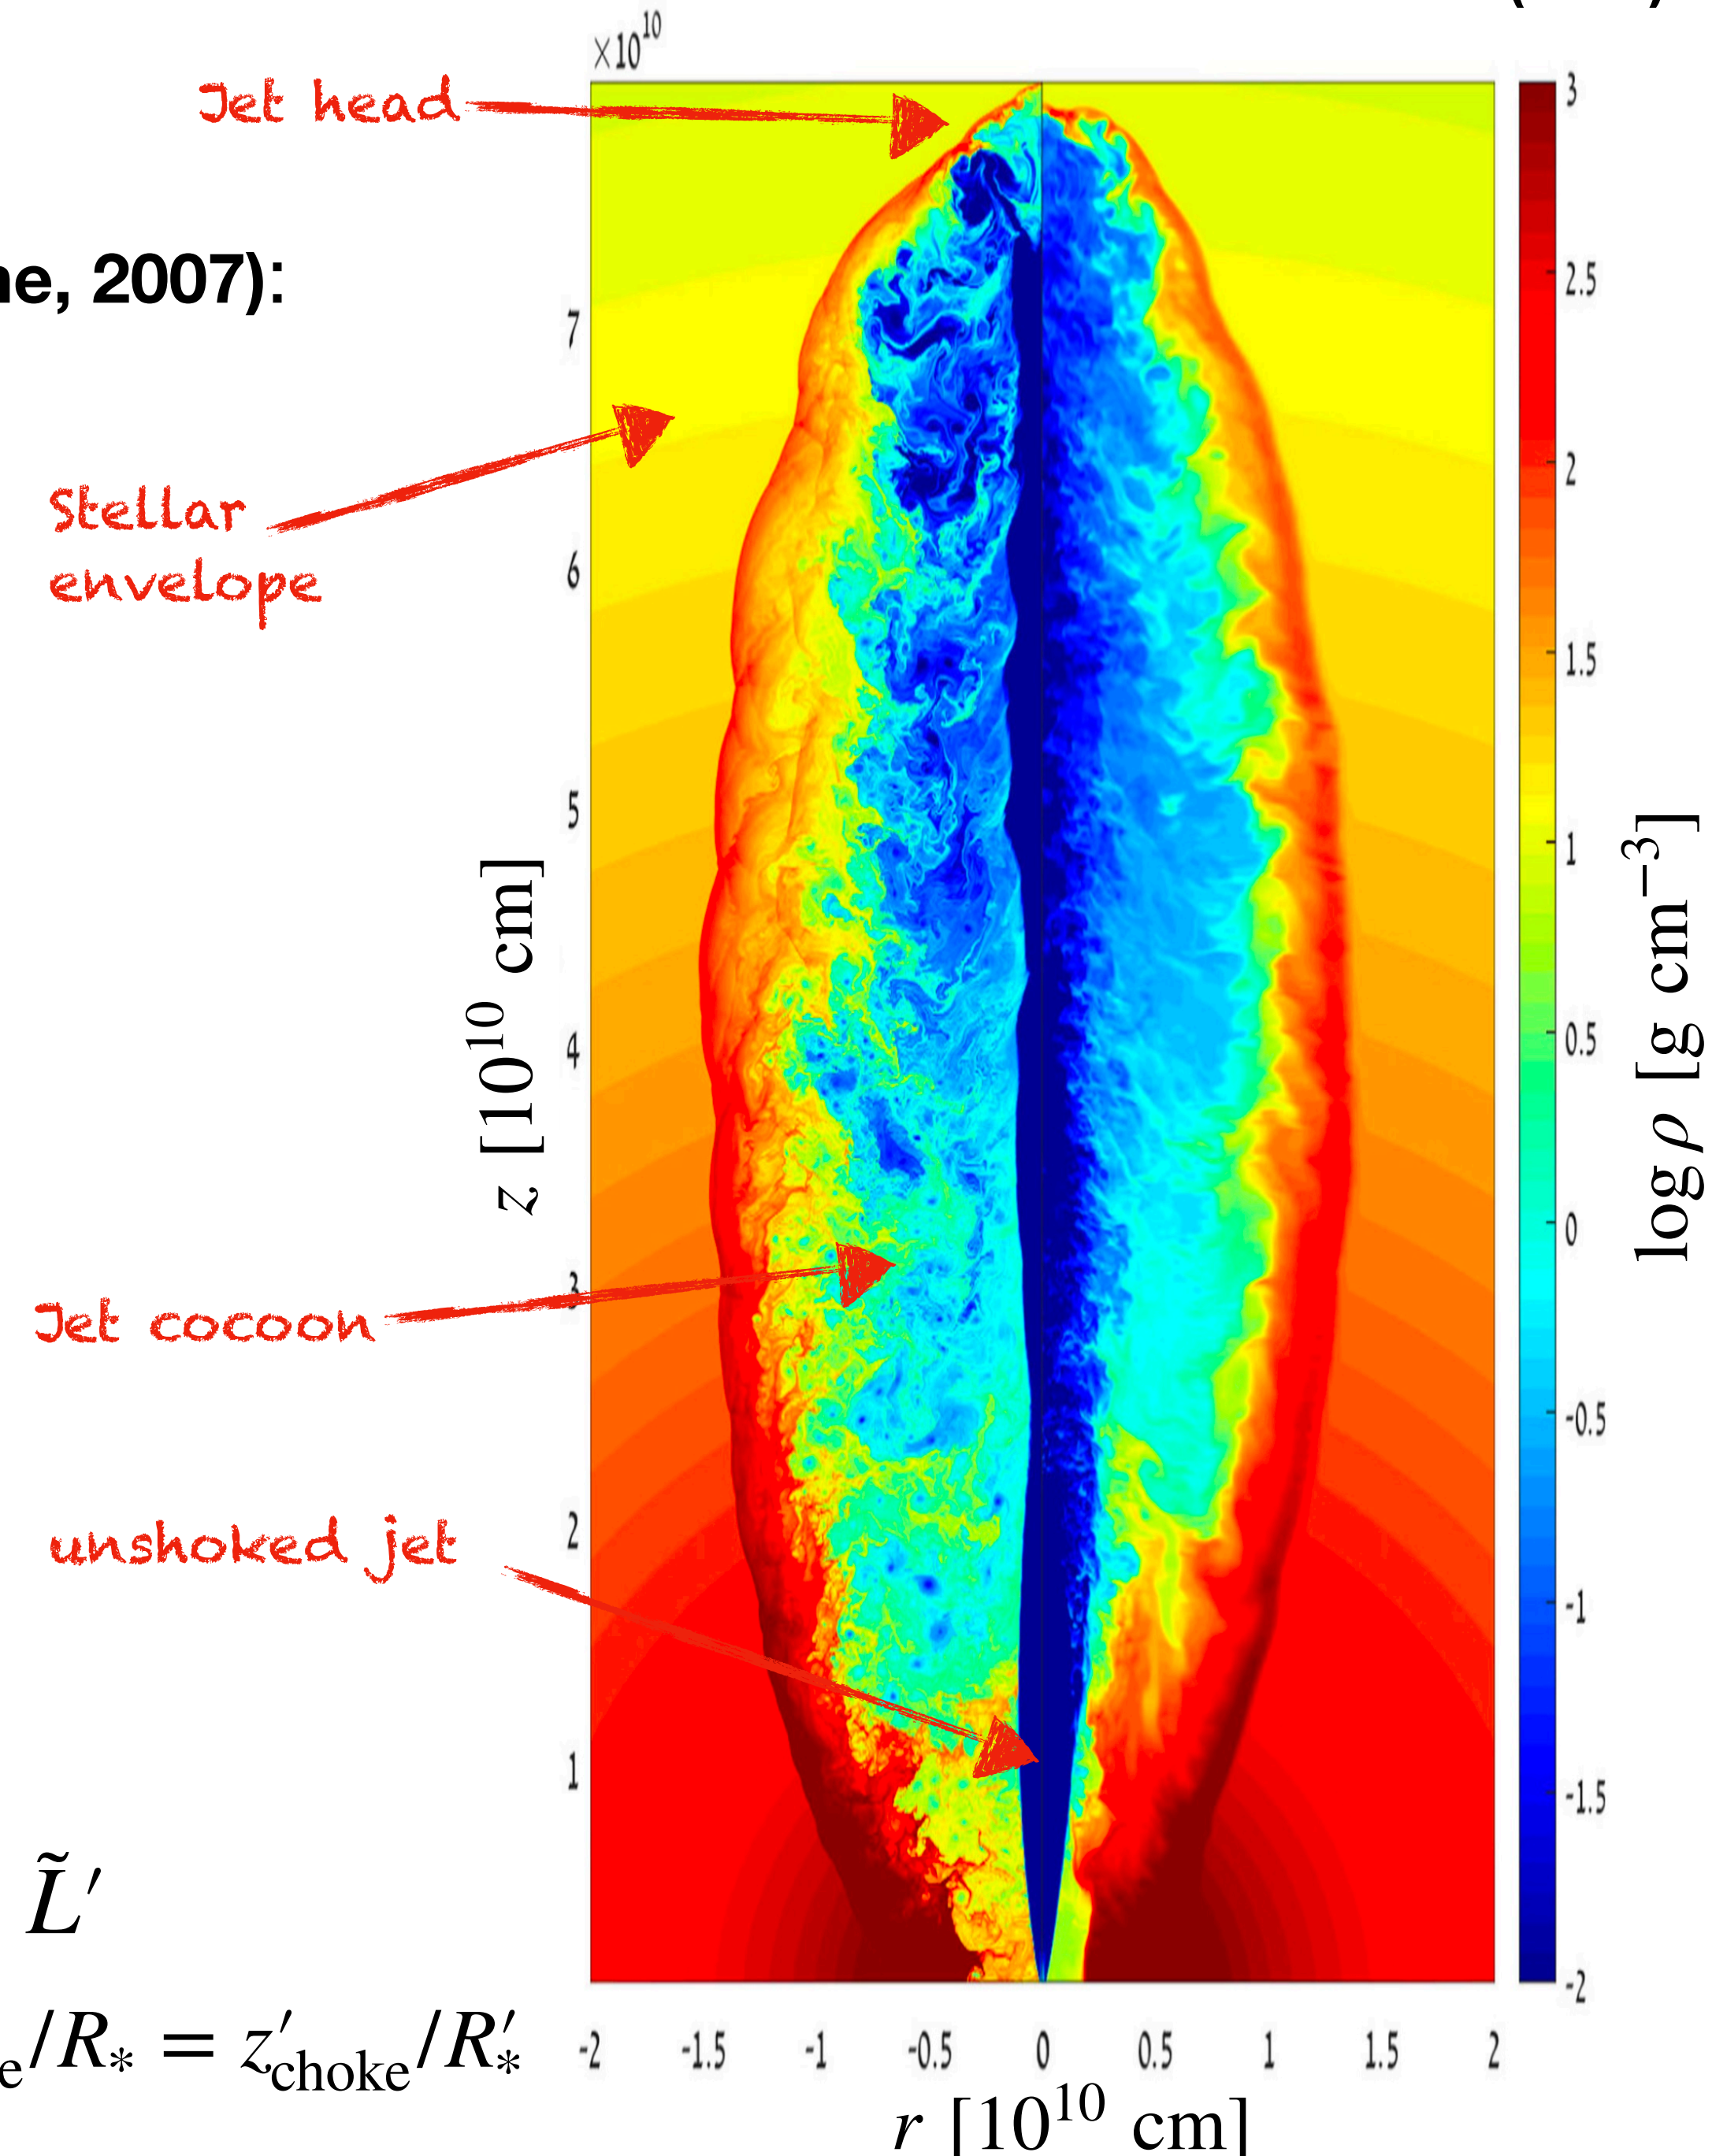 ×10^10
Jet head
ne, 2007):
7
Stellar
envelope
6
5
z [10^10 cm]
4
3
Jet cocoon
2
unshoked jet
1
L̃′
e/R* = z′choke/R′*
-2 -1.5 -1 -0.5 0 0.5 1 1.5 2
r [10^10 cm]
3
2.5
2
1.5
1
0.5
0
-0.5
-1
-1.5
-2
log ρ [g cm^−3]